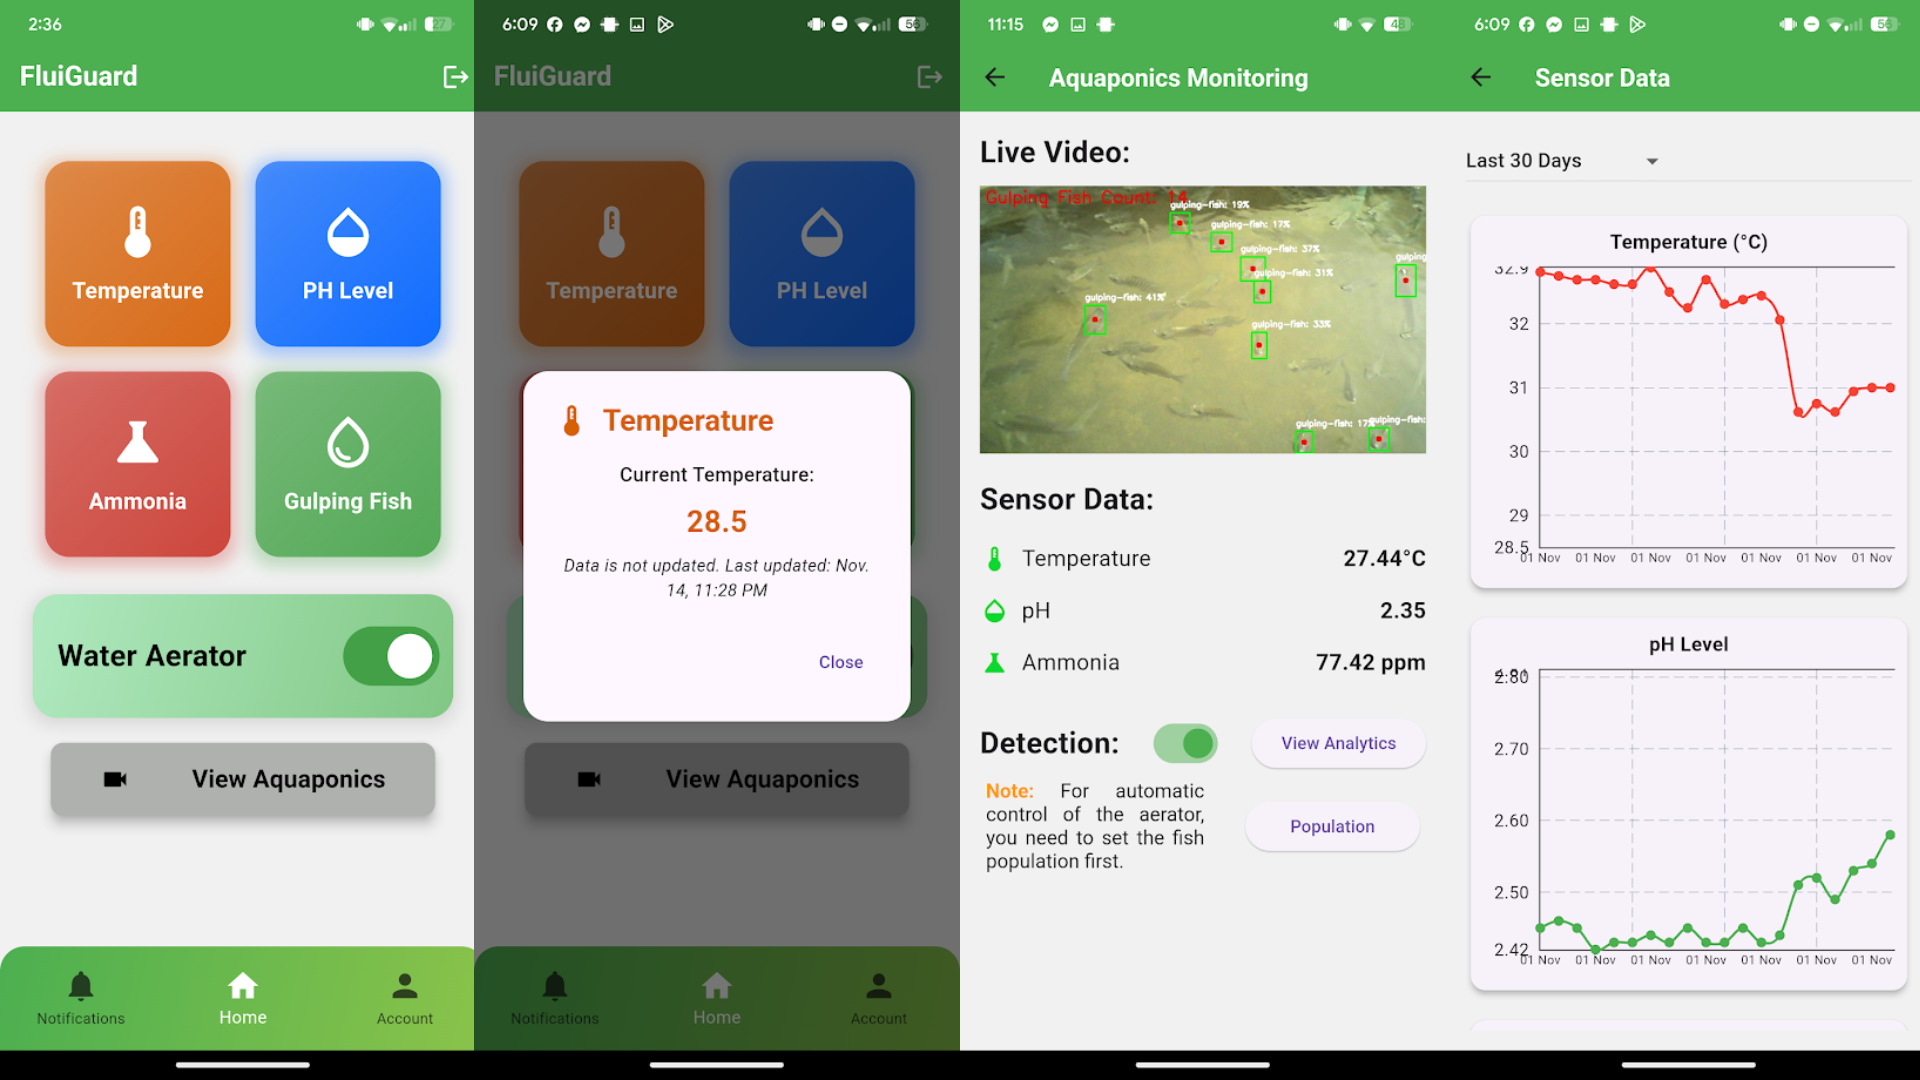 2:36
27
FluiGuard
Temperature
PH Level
Ammonia
Gulping Fish
Water Aerator
View Aquaponics
Notifications
Home
Account
6:09
56
FluiGuard
Temperature
PH Level
Temperature
Current Temperature:
28.5
Data is not updated. Last updated: Nov.
14, 11:28 PM
Close
View Aquaponics
Notifications
Home
Account
11:15
48
Aquaponics Monitoring
Live Video:
Gulping Fish Count: 14
gulping-fish: 19%
gulping-fish: 17%
gulping-fish: 37%
gulping-fish: 31%
gulping
gulping-fish: 41%
gulping-fish: 33%
gulping-fish: 17%
gulping-fish:
Sensor Data:
Temperature 27.44°C
pH 2.35
Ammonia 77.42 ppm
Detection:
View Analytics
Note: For automatic
control of the aerator,
you need to set the fish
population first.
Population
6:09
56
Sensor Data
Last 30 Days
Temperature (°C)
32.9
32
31
30
29
28.5
01 Nov 01 Nov 01 Nov 01 Nov 01 Nov 01 Nov 01 Nov
pH Level
2.80
2.70
2.60
2.50
2.42
01 Nov 01 Nov 01 Nov 01 Nov 01 Nov 01 Nov 01 Nov